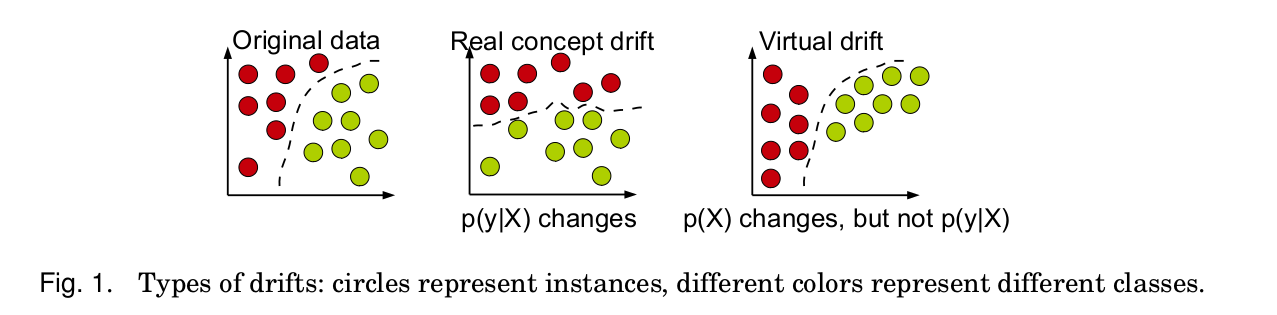 Original data
Real concept drift
Virtual drift
p(y|X) changes
p(X) changes, but not p(y|X)
Fig. 1. Types of drifts: circles represent instances, different colors represent different classes.